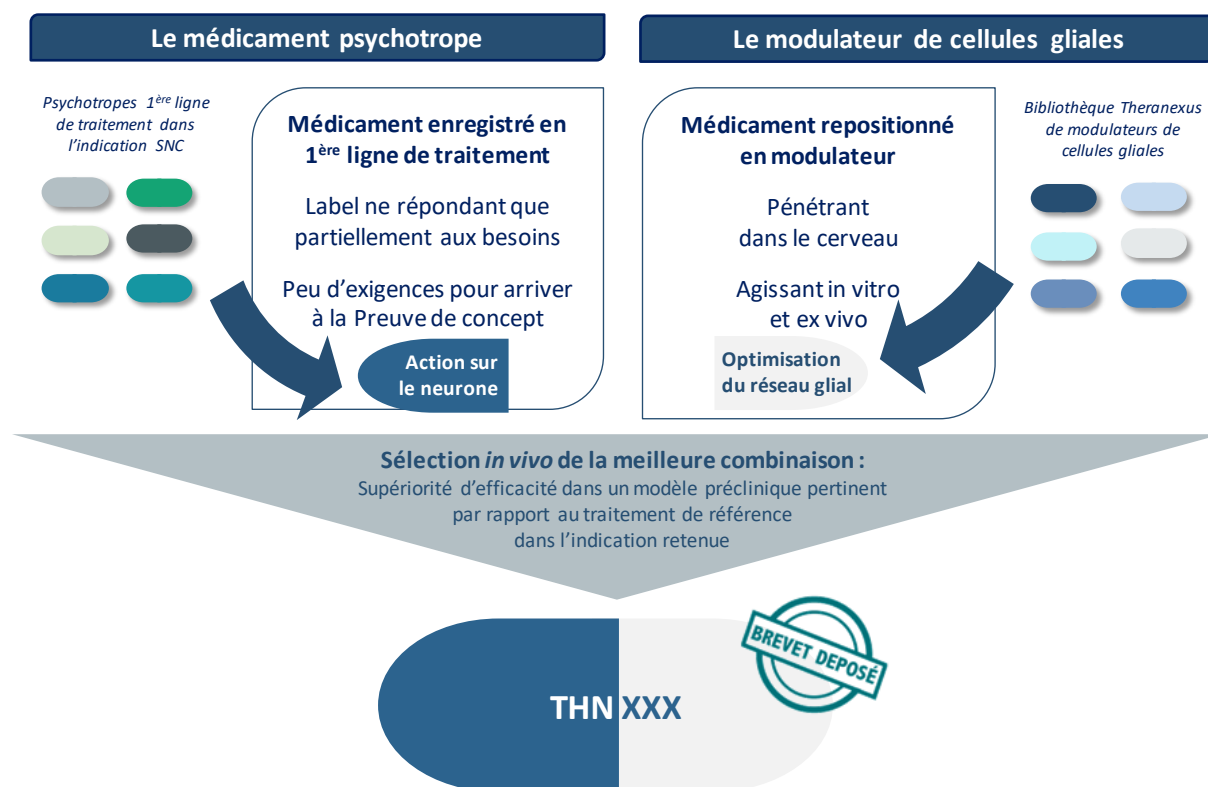 Le médicament psychotrope
Psychotropes 1ère ligne
de traitement dans
l'indication SNC
Médicament enregistré en
1ère ligne de traitement
Label ne répondant que
partiellement aux besoins
Peu d'exigences pour arriver
à la Preuve de concept
Action sur
le neurone
Le modulateur de cellules gliales
Médicament repositionné
en modulateur
Pénétrant
dans le cerveau
Agissant in vitro
et ex vivo
Optimisation
du réseau glial
Bibliothèque Theranexus
de modulateurs de
cellules gliales
Sélection in vivo de la meilleure combinaison :
Supériorité d'efficacité dans un modèle préclinique pertinent
par rapport au traitement de référence
dans l'indication retenue
BREVET DEPOSÉ
THN XXX